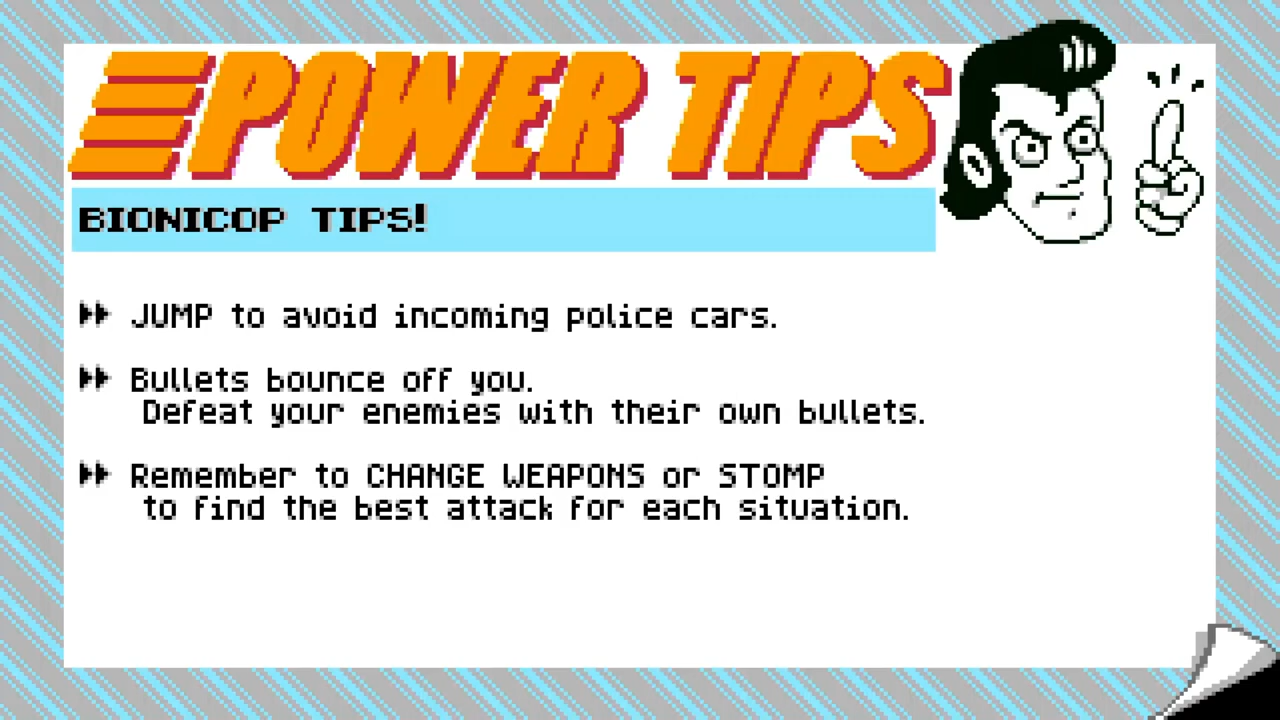 POWER TIPS
BIONICOP TIPS!
JUMP to avoid incoming police cars.
Bullets bounce off you.
Defeat your enemies with their own bullets.
Remember to CHANGE WEAPONS or STOMP
to find the best attack for each situation.